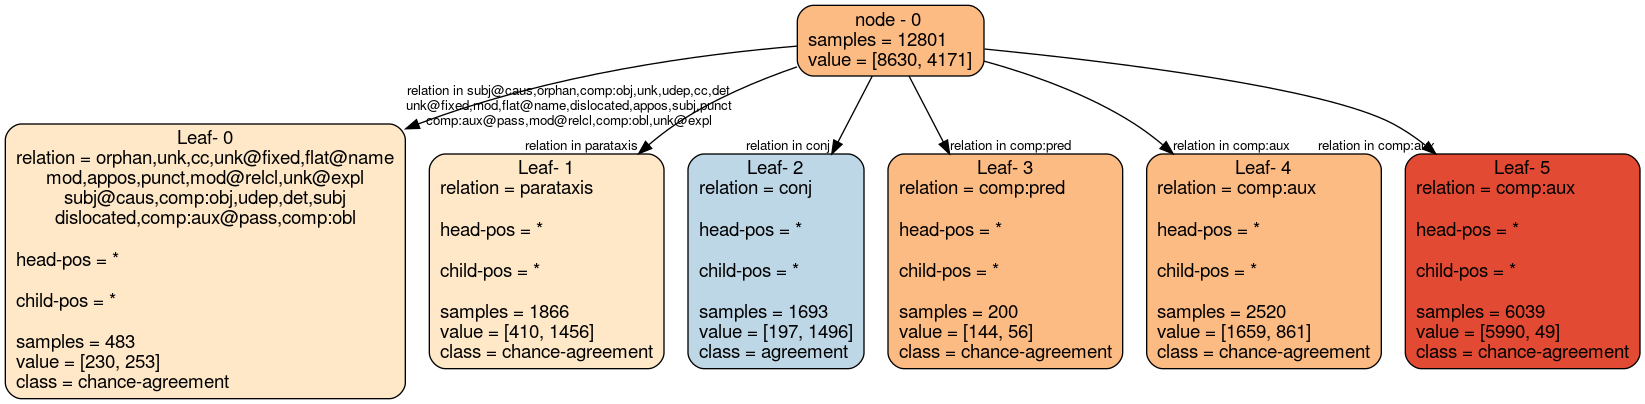 node - 0
samples = 12801
value = [8630, 4171]
relation in subj@caus,orphan,comp:obj,unk,udep,cc,det
unk@fixed,mod,flat@name,dislocated,appos,subj,punct
comp:aux@pass,mod@relcl,comp:obl,unk@expl
relation in parataxis
relation in conj
relation in comp:pred
relation in comp:aux
relation in comp:aux
Leaf- 0
relation = orphan,unk,cc,unk@fixed,flat@name
mod,appos,punct,mod@relcl,unk@expl
subj@caus,comp:obj,udep,det,subj
dislocated,comp:aux@pass,comp:obl
head-pos = *
child-pos = *
samples = 483
value = [230, 253]
class = chance-agreement
Leaf- 1
relation = parataxis
head-pos = *
child-pos = *
samples = 1866
value = [410, 1456]
class = chance-agreement
Leaf- 2
relation = conj
head-pos = *
child-pos = *
samples = 1693
value = [197, 1496]
class = agreement
Leaf- 3
relation = comp:pred
head-pos = *
child-pos = *
samples = 200
value = [144, 56]
class = chance-agreement
Leaf- 4
relation = comp:aux
head-pos = *
child-pos = *
samples = 2520
value = [1659, 861]
class = chance-agreement
Leaf- 5
relation = comp:aux
head-pos = *
child-pos = *
samples = 6039
value = [5990, 49]
class = chance-agreement